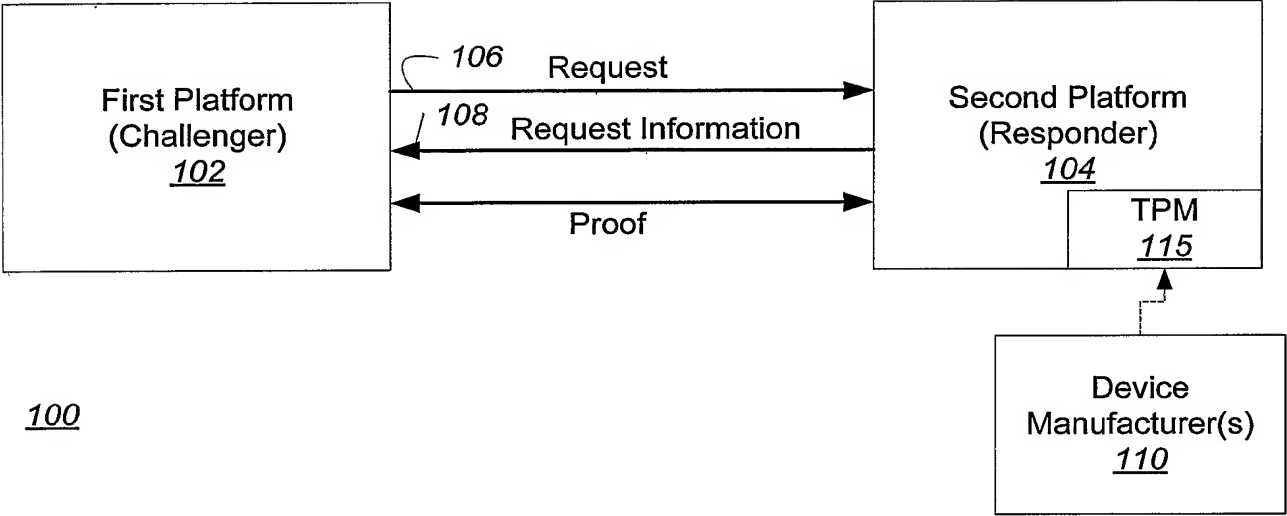 First Platform
(Challenger)
102
106
Request
108
Request Information
Proof
Second Platform
(Responder)
104
TPM
115
Device
Manufacturer(s)
110
100